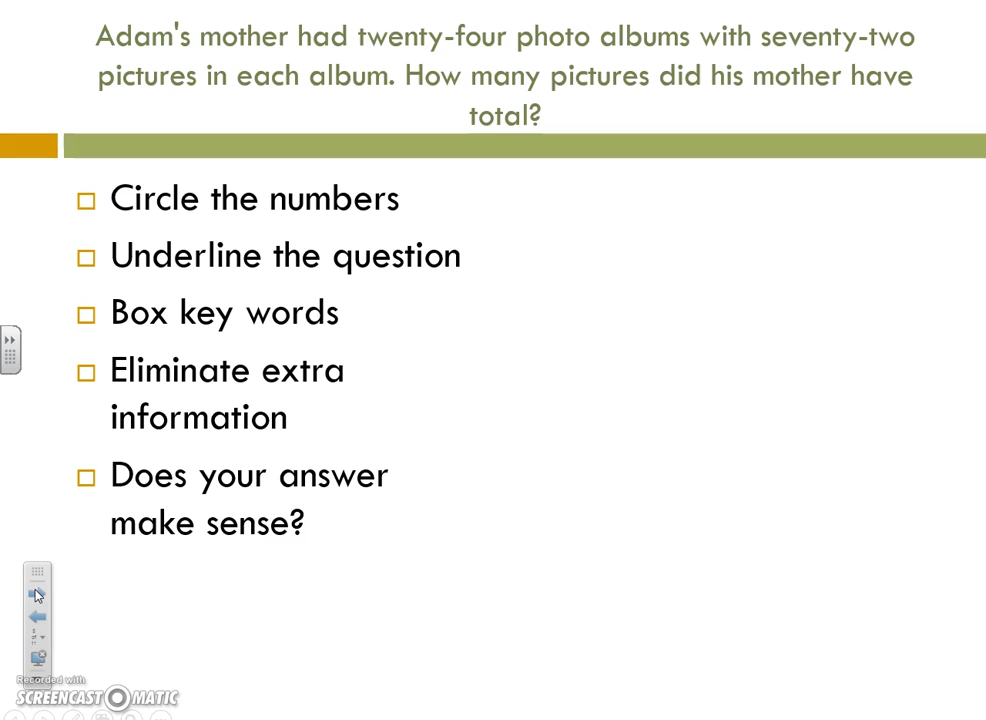 Adam's mother had twenty-four photo albums with seventy-two
pictures in each album. How many pictures did his mother have
total?
Circle the numbers
Underline the question
Box key words
Eliminate extra
information
Does your answer
make sense?
Recorded with
SCREENCAST MATIC